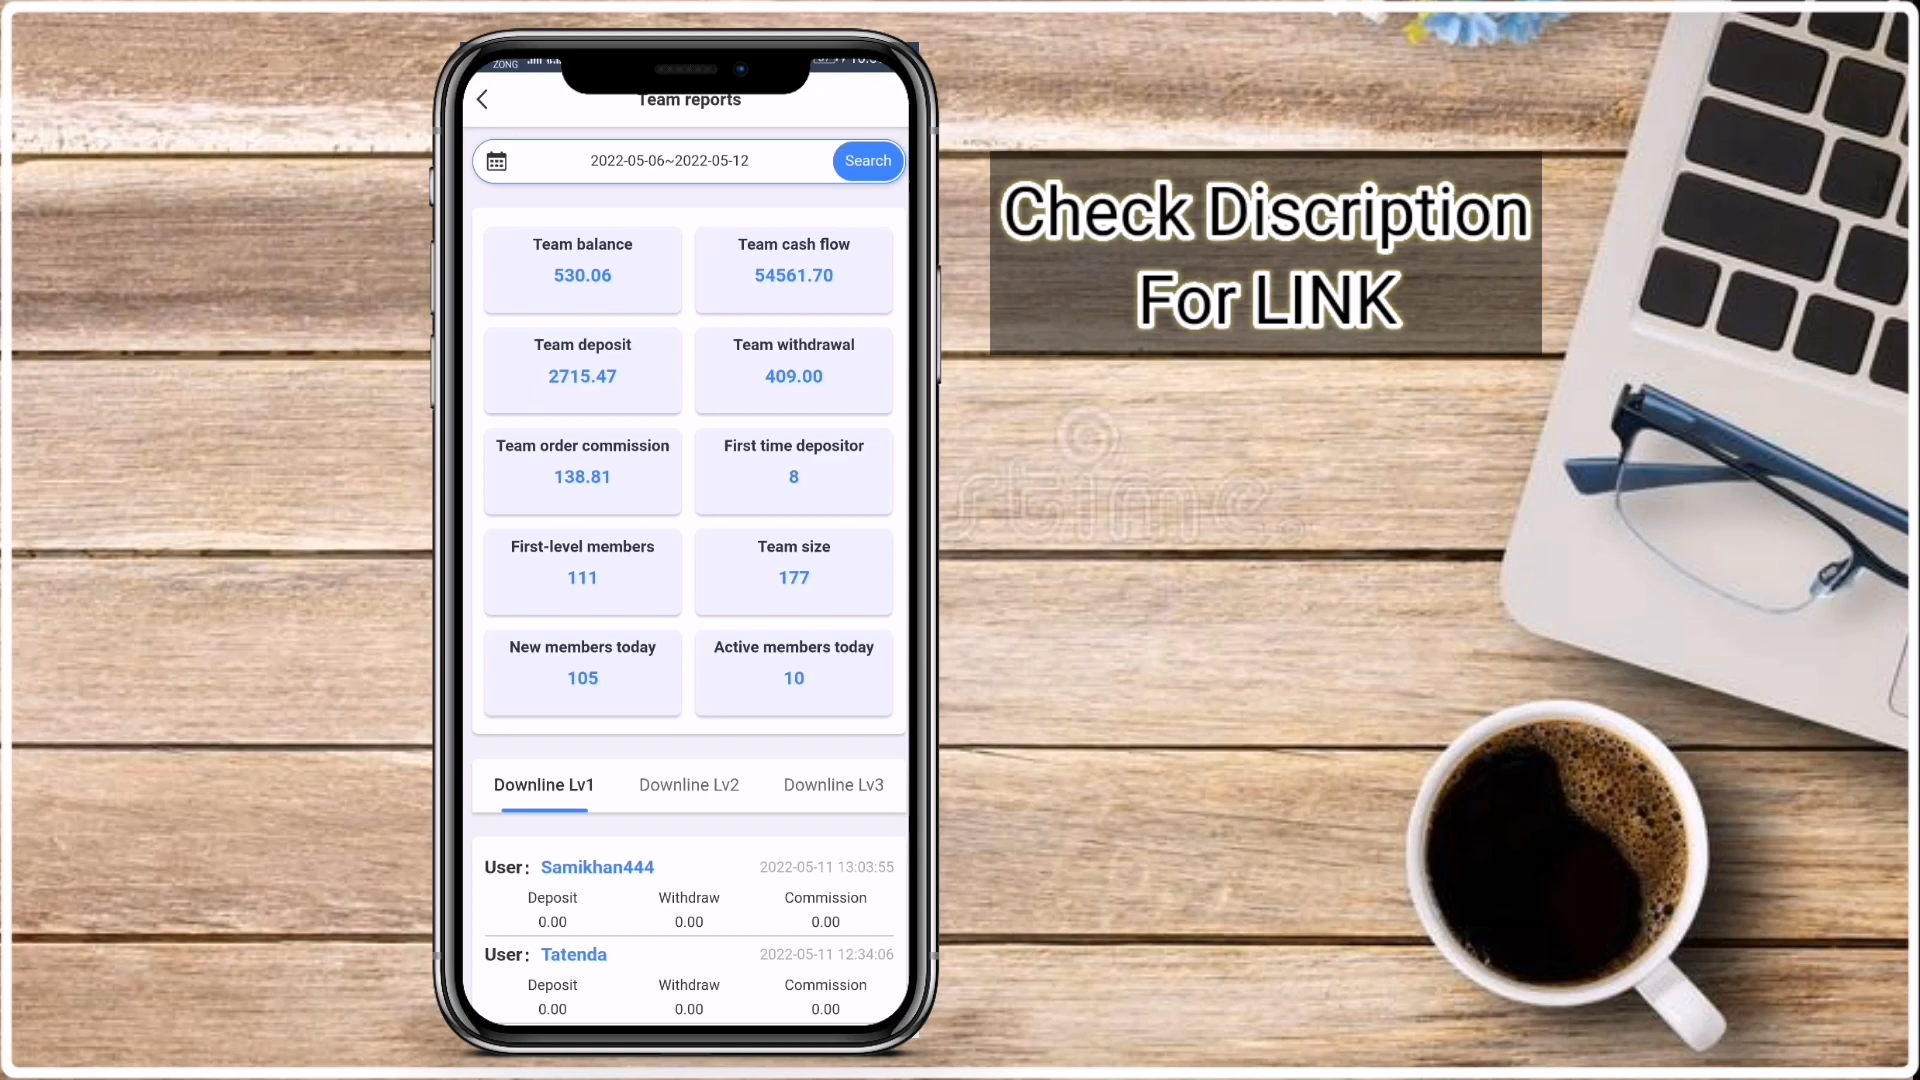 ZONG
Team reports
2022-05-06~2022-05-12
Search
Team balance
530.06
Team cash flow
54561.70
Team deposit
2715.47
Team withdrawal
409.00
Team order commission
138.81
First time depositor
8
First-level members
111
Team size
177
New members today
105
Active members today
10
Downline Lv1
Downline Lv2
Downline Lv3
User: Samikhan444
2022-05-11 13:03:55
Deposit
Withdraw
Commission
0.00
0.00
0.00
User: Tatenda
2022-05-11 12:34:06
Deposit
Withdraw
Commission
0.00
0.00
0.00
Check Discription
For LINK